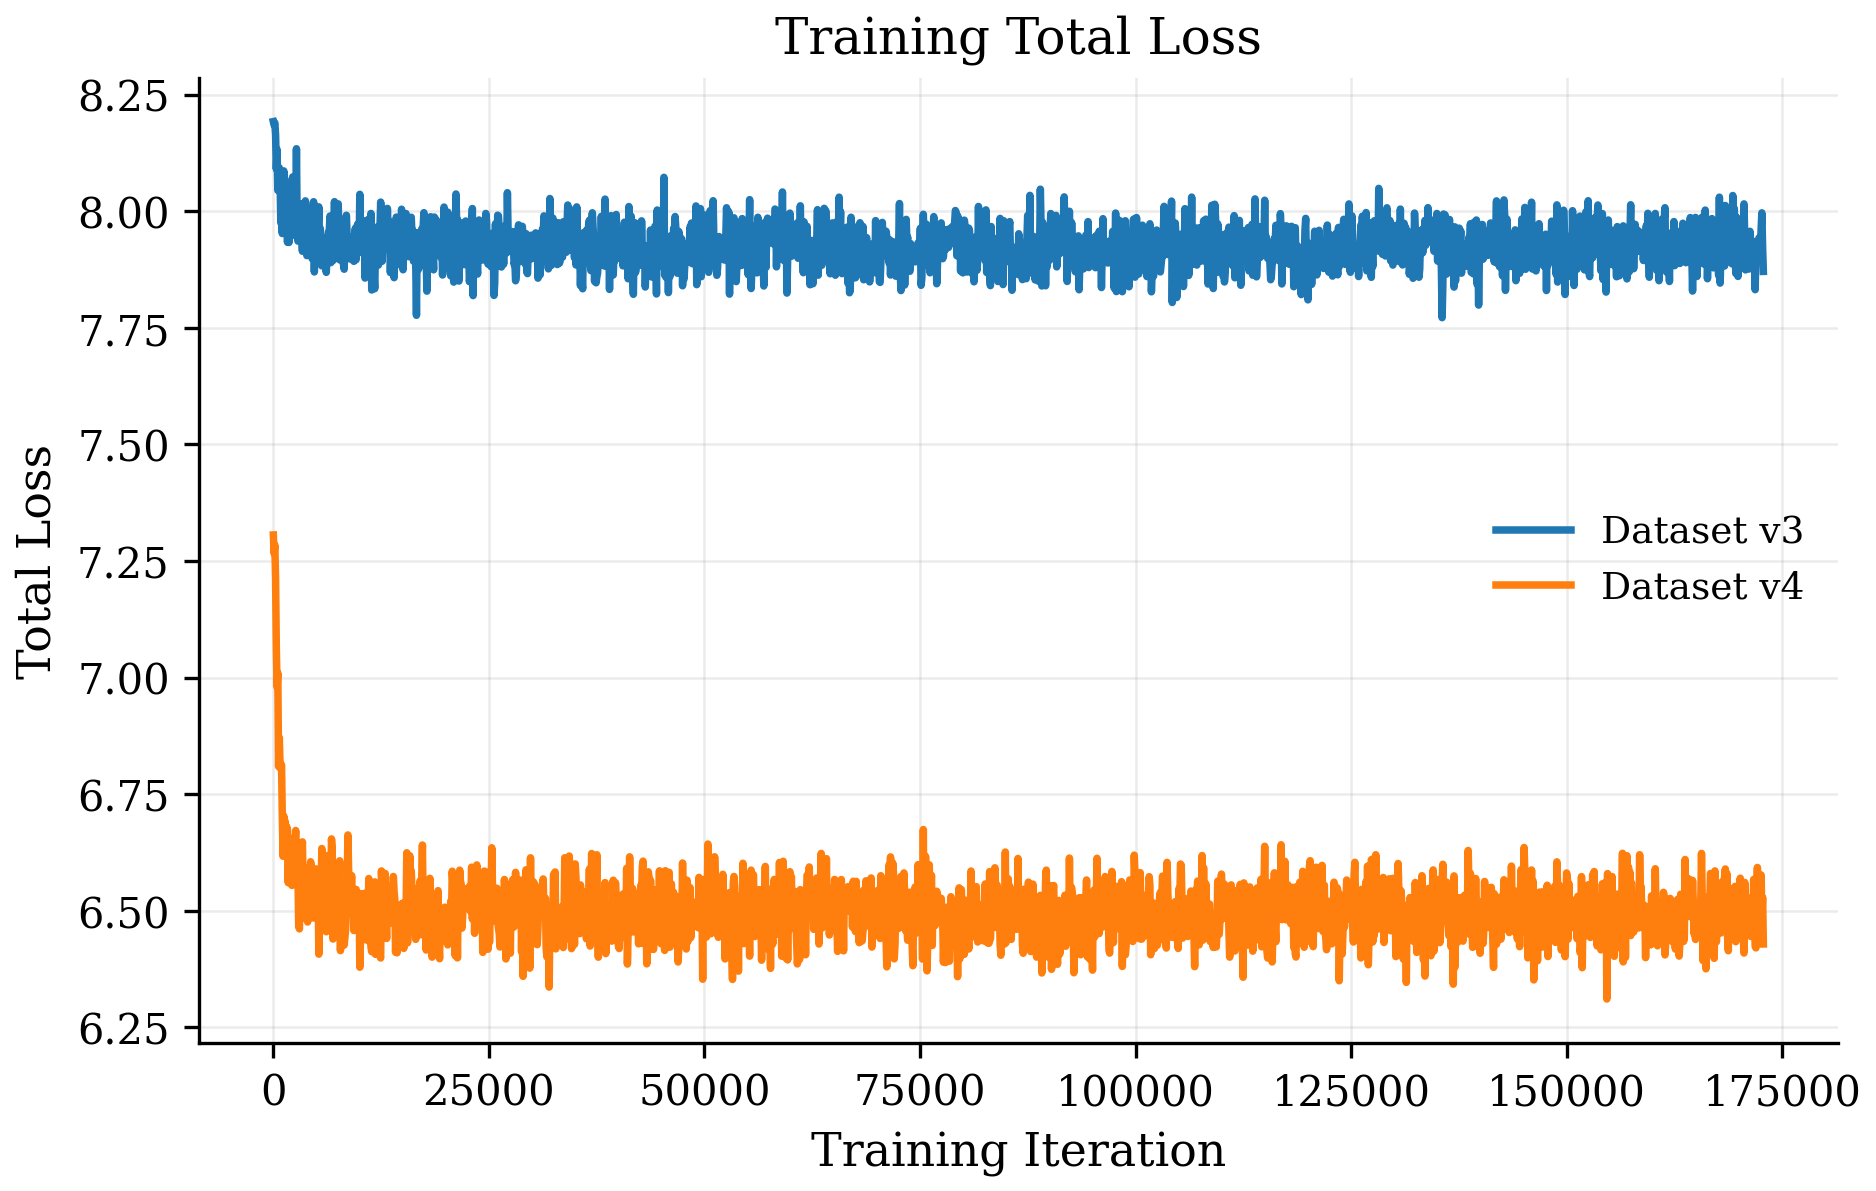 Training Total Loss
8.25
8.00
7.75
7.50
7.25
7.00
6.75
6.50
6.25
Total Loss
Dataset v3
Dataset v4
0 25000 50000 75000 100000 125000 150000 175000
Training Iteration